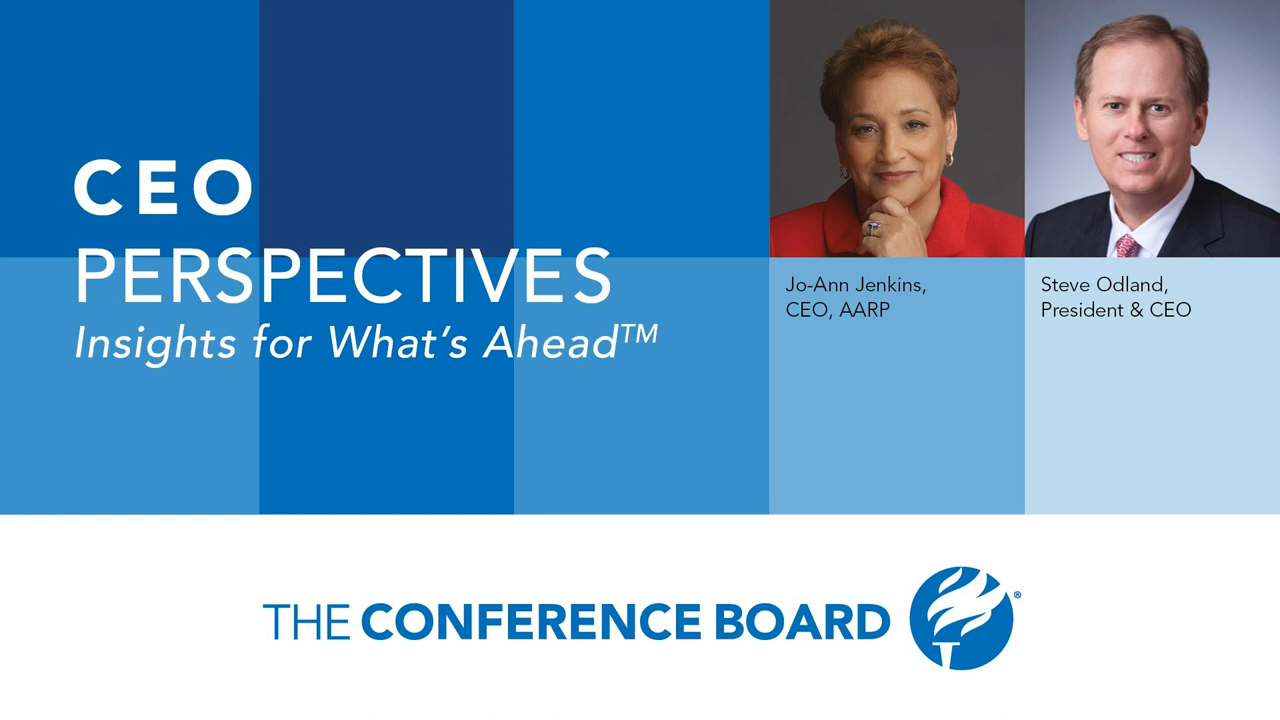 CEO
PERSPECTIVES
Insights for What's Ahead™
Jo-Ann Jenkins,
CEO, AARP
Steve Odland,
President & CEO
THE CONFERENCE BOARD ®